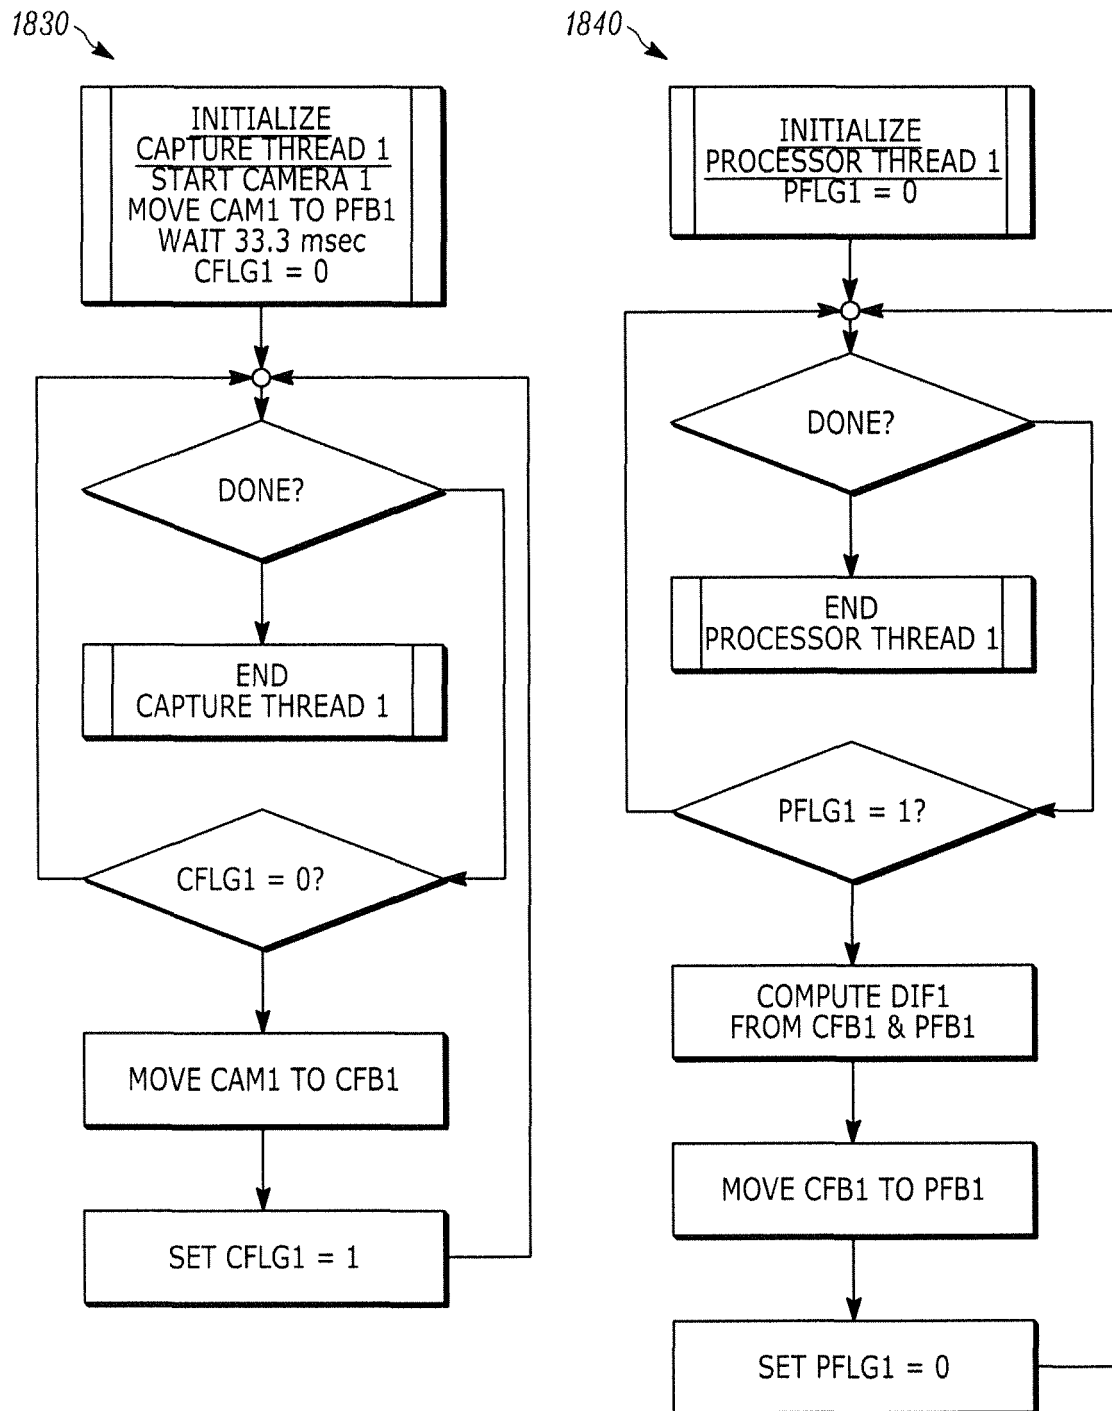 1830
INITIALIZE
CAPTURE THREAD 1
START CAMERA 1
MOVE CAM1 TO PFB1
WAIT 33.3 msec
CFLG1 = 0
DONE?
END
CAPTURE THREAD 1
CFLG1 = 0?
MOVE CAM1 TO CFB1
SET CFLG1 = 1
1840
INITIALIZE
PROCESSOR THREAD 1
PFLG1 = 0
DONE?
END
PROCESSOR THREAD 1
PFLG1 = 1?
COMPUTE DIF1
FROM CFB1 & PFB1
MOVE CFB1 TO PFB1
SET PFLG1 = 0